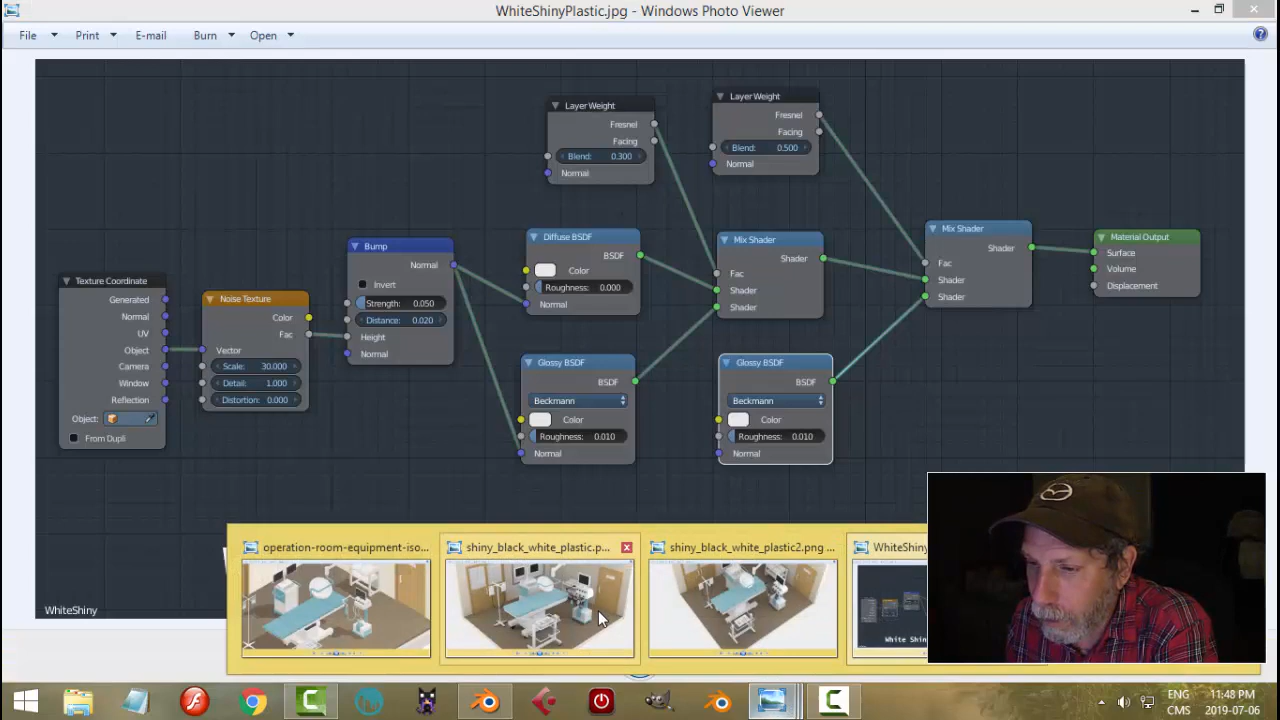 WhiteShinyPlastic.jpg - Windows Photo Viewer
File Print E-mail Burn Open
Layer Weight
Fresnel
Facing
Blend: 0.300
Normal
Layer Weight
Fresnel
Facing
Blend: 0.500
Normal
Texture Coordinate
Generated
Normal
UV
Object
Camera
Window
Reflection
Object:
From Dupli
Noise Texture
Color
Fac
Vector
Scale: 30.000
Detail: 1.000
Distortion: 0.000
Bump
Normal
Invert
Strength: 0.050
Distance: 0.020
Height
Normal
Diffuse BSDF
BSDF
Color
Roughness: 0.000
Normal
Glossy BSDF
BSDF
Beckmann
Color
Roughness: 0.010
Normal
Mix Shader
Shader
Fac
Shader
Shader
Glossy BSDF
BSDF
Beckmann
Color
Roughness: 0.010
Normal
Mix Shader
Shader
Fac
Shader
Shader
Material Output
Surface
Volume
Displacement
WhiteShiny
operation-room-equipment-iso...
shiny_black_white_plastic.p...
shiny_black_white_plastic2.png ...
WhiteShiny
White Shin
ENG
CMS
11:48 PM
2019-07-06